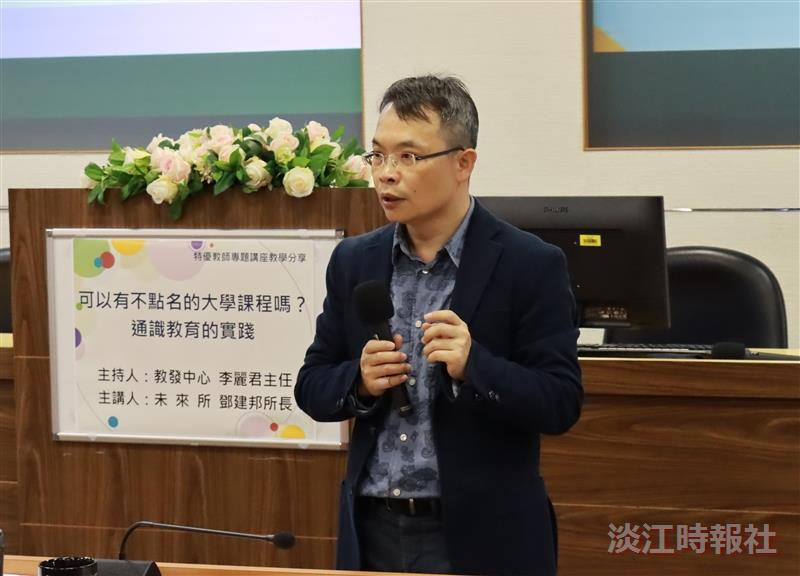 特優教師專題講座教學分享
可以有不點名的大學課程嗎？
通識教育的實踐
主持人：教發中心 李麗君主任
主講人：未來所 鄧建邦所長
PHILIPS
淡江時報社